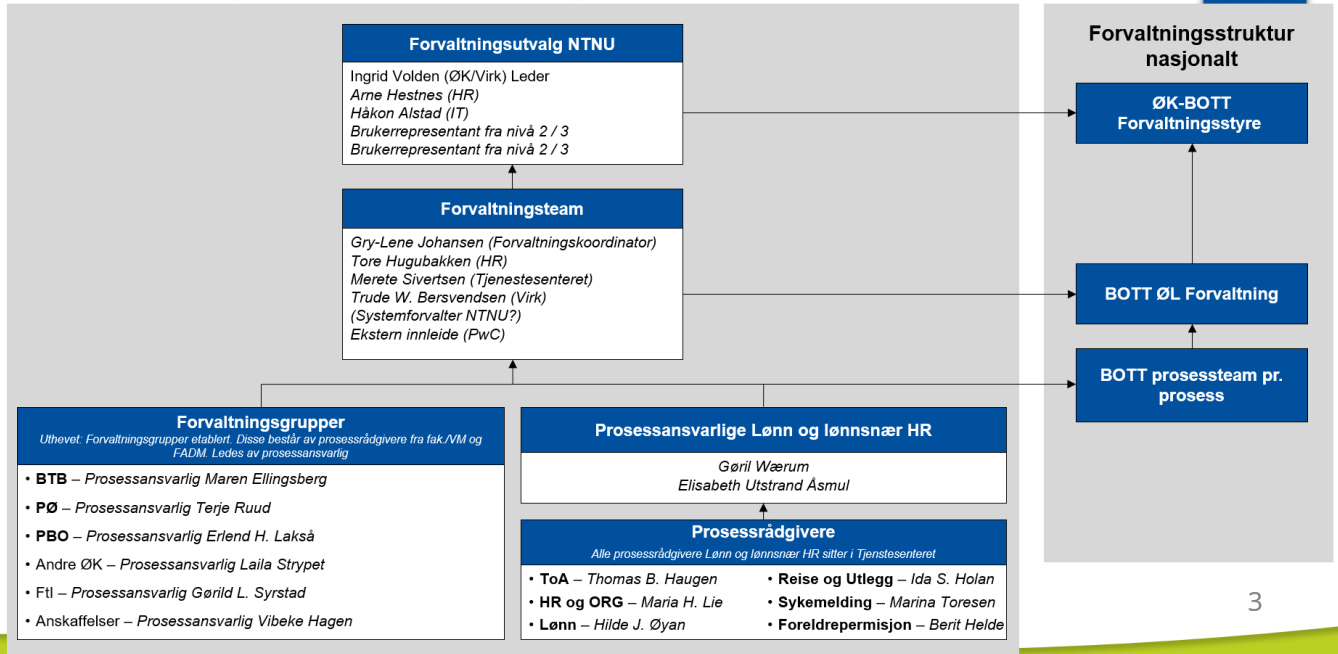 Forvaltningsutvalg NTNU
Ingrid Volden (ØK/Virk) Leder
Arne Hestnes (HR)
Håkon Alstad (IT)
Brukerrepresentant fra nivå 2 / 3
Brukerrepresentant fra nivå 2 / 3
Forvaltningsteam
Gry-Lene Johansen (Forvaltningskoordinator)
Tore Hugubakken (HR)
Merete Sivertsen (Tjenestesenteret)
Trude W. Bersvendsen (Virk)
(Systemforvalter NTNU?)
Ekstern innleide (PwC)
Forvaltningsgrupper
Uthevet: Forvaltningsgrupper etablert. Disse består av prosessrådgivere fra fak./VM og
FADM. Ledes av prosessansvarlig
• BTB – Prosessansvarlig Maren Ellingsberg
• PØ – Prosessansvarlig Terje Ruud
• PBO – Prosessansvarlig Erlend H. Lakså
• Andre ØK – Prosessansvarlig Laila Strypet
• FtI – Prosessansvarlig Gørild L. Syrstad
• Anskaffelser – Prosessansvarlig Vibeke Hagen
Prosessansvarlige Lønn og lønnsnær HR
Gøril Wærum
Elisabeth Utstrand Åsmul
Prosessrådgivere
Alle prosessrådgivere Lønn og lønnsnær HR sitter i Tjenstesenteret
• ToA – Thomas B. Haugen
• HR og ORG – Maria H. Lie
• Lønn – Hilde J. Øyan
• Reise og Utlegg – Ida S. Holan
• Sykemelding – Marina Toresen
• Foreldrepermisjon – Berit Helde
Forvaltningsstruktur
nasjonalt
ØK-BOTT
Forvaltningsstyre
BOTT ØL Forvaltning
BOTT prosessteam pr.
prosess
3